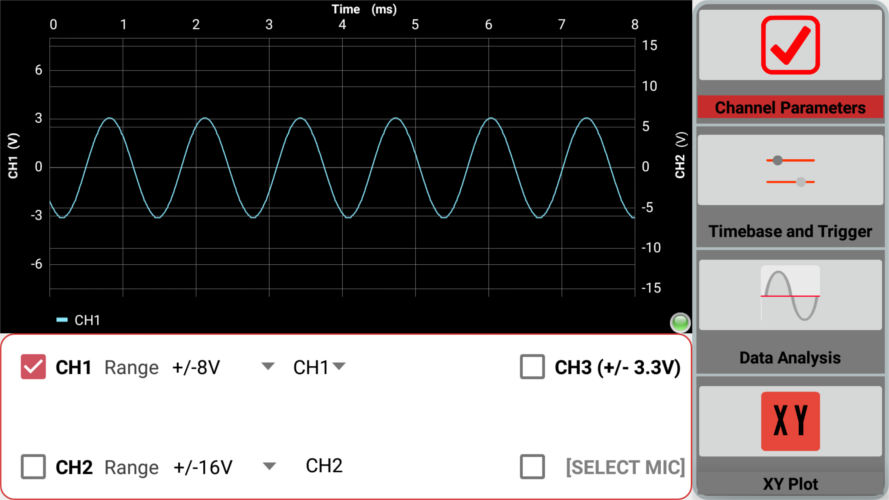 Time (ms)
0 1 2 3 4 5 6 7 8
CH1 (V)
6
3
0
-3
-6
15
10
5
0
-5
-10
-15
CH2 (V)
CH1
CH1 Range +/-8V CH1
CH3 (+/- 3.3V)
CH2 Range +/-16V CH2
[SELECT MIC]
Channel Parameters
Timebase and Trigger
Data Analysis
XY
XY Plot